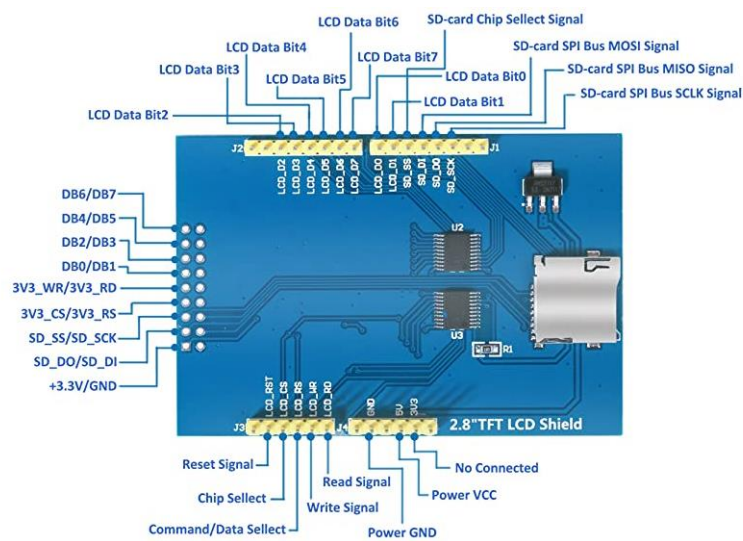 LCD Data Bit6
SD-card Chip Sellect Signal
LCD Data Bit4
LCD Data Bit7
SD-card SPI Bus MOSI Signal
LCD Data Bit3
LCD Data Bit5
LCD Data Bit0
SD-card SPI Bus MISO Signal
LCD Data Bit2
LCD Data Bit1
SD-card SPI Bus SCLK Signal
J2
J1
LCD_D2
LCD_D3
LCD_D4
LCD_D5
LCD_D6
LCD_D7
LCD_D0
LCD_D1
SD_SS
SD_DI
SD_DO
SD_SCK
DB6/DB7
DB4/DB5
DB2/DB3
DB0/DB1
3V3_WR/3V3_RD
3V3_CS/3V3_RS
SD_SS/SD_SCK
SD_DO/SD_DI
+3.3V/GND
U2
U3
R1
LCD_RST
LCD_CS
LCD_RS
LCD_WR
LCD_RD
GND
5V
3V3
J3
J4
2.8"TFT LCD Shield
Reset Signal
Read Signal
No Connected
Chip Sellect
Write Signal
Power VCC
Command/Data Sellect
Power GND